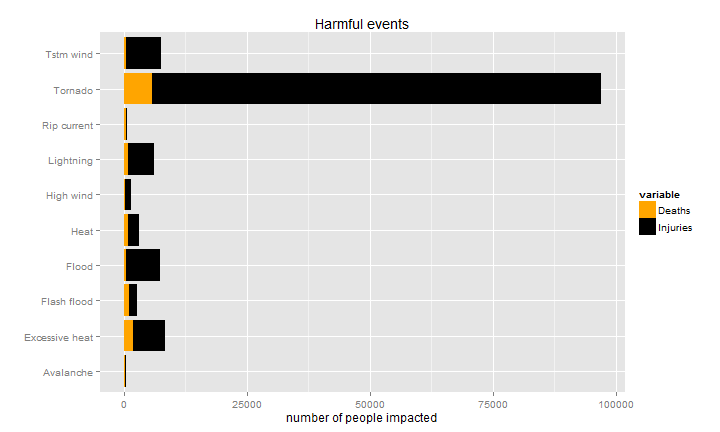 Harmful events
Tstm wind
Tornado
Rip current
Lightning
High wind
Heat
Flood
Flash flood
Excessive heat
Avalanche
0 25000 50000 75000 100000
number of people impacted
variable
Deaths
Injuries